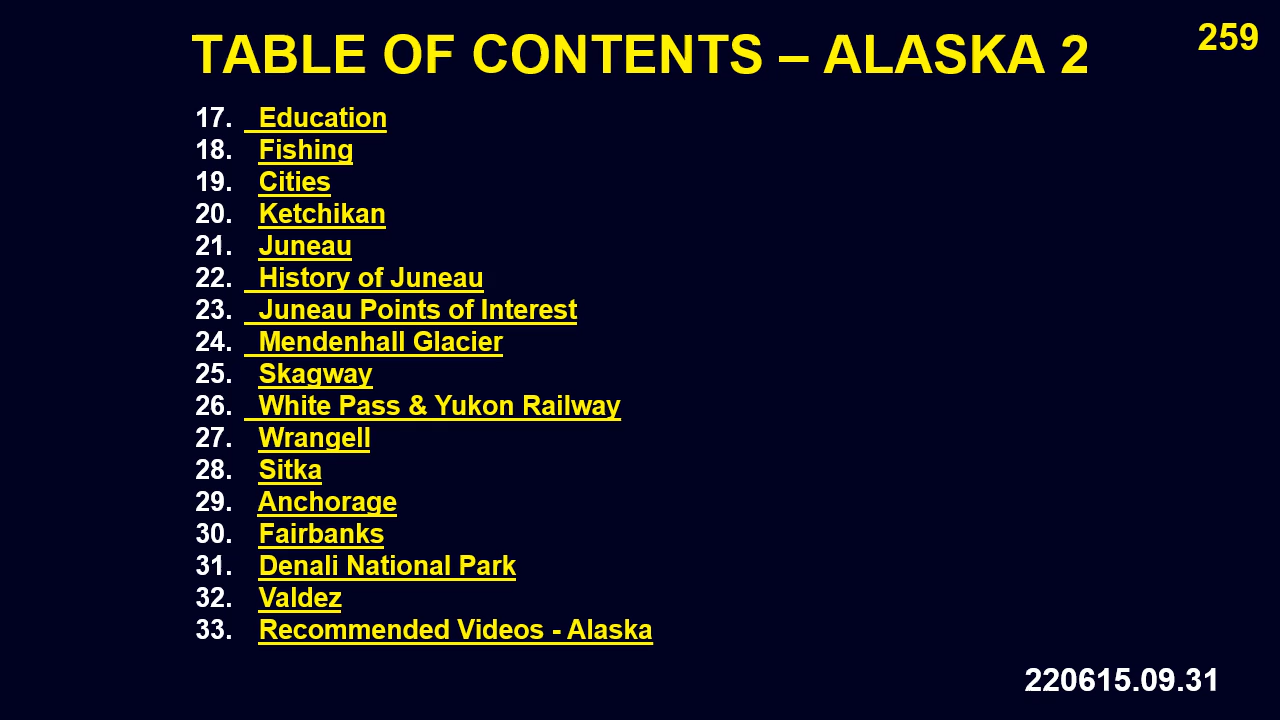 TABLE OF CONTENTS – ALASKA 2
259
17. Education
18. Fishing
19. Cities
20. Ketchikan
21. Juneau
22. History of Juneau
23. Juneau Points of Interest
24. Mendenhall Glacier
25. Skagway
26. White Pass & Yukon Railway
27. Wrangell
28. Sitka
29. Anchorage
30. Fairbanks
31. Denali National Park
32. Valdez
33. Recommended Videos - Alaska
220615.09.31